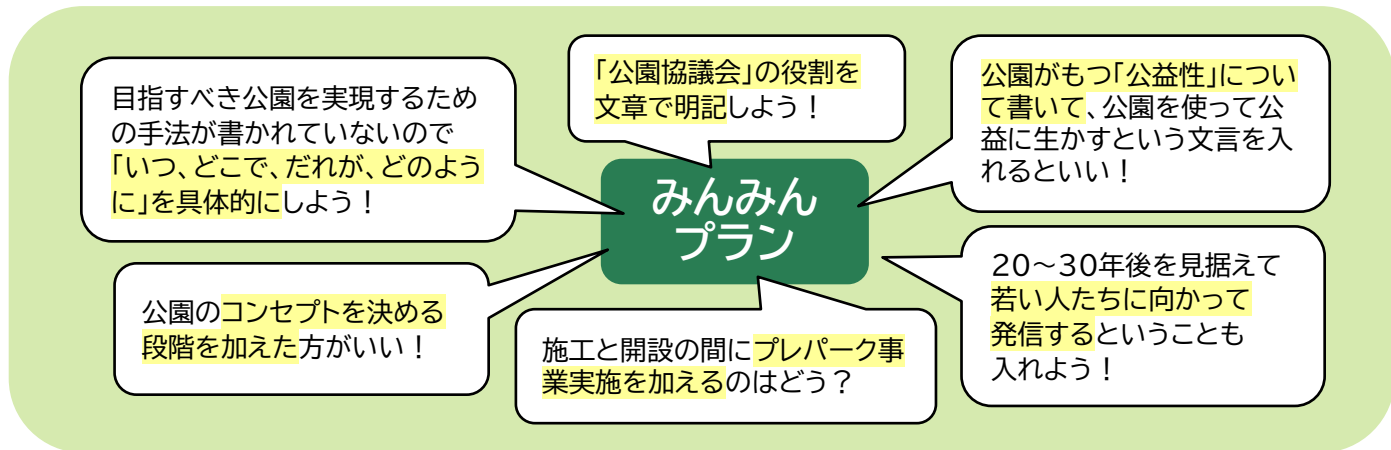 目指すべき公園を実現するため
の手法が書かれていないので
「いつ、どこで、だれが、どのよう
に」を具体的にしよう！
「公園協議会」の役割を
文章で明記しよう！
公園がもつ「公益性」につい
て書いて、公園を使って公
益に生かすという文言を入
れるといい！
みんみん
プラン
公園のコンセプトを決める
段階を加えた方がいい！
施工と開設の間にプレパーク事
業実施を加えるのはどう？
20～30年後を見据えて
若い人たちに向かって
発信するということも
入れよう！